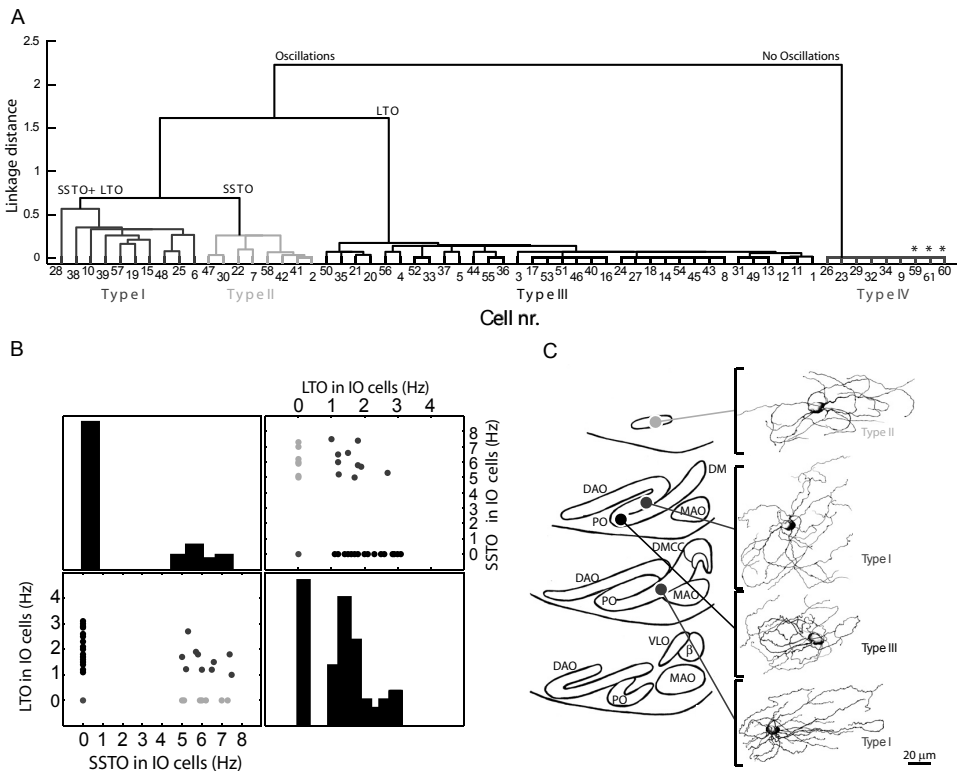 A
2.5
2
1.5
1
0.5
0
Linkage distance
Oscillations
No Oscillations
LTO
SSTO+ LTO
SSTO
* * *
28 38 10 39 57 19 15 48 25 6 47 30 22 7 58 42 41 2 50 35 21 20 56 4 52 33 37 5 44 55 36 3 17 53 51 46 40 16 24 27 18 14 54 45 43 8 31 49 13 12 11 1 26 23 29 32 34 9 59 61 60
Type I
Type II
Type III
Type IV
Cell nr.
B
LTO in IO cells (Hz)
0 1 2 3 4
8
7
6
5
4
3
2
1
0
SSTO in IO cells (Hz)
4
3
2
1
0
LTO in IO cells (Hz)
0 1 2 3 4 5 6 7 8
SSTO in IO cells (Hz)
C
Type II
DM
DAO
MAO
PO
Type I
DMCC
DAO
PO
MAO
Type III
VLO
β
DAO
MAO
PO
Type I
20 μm